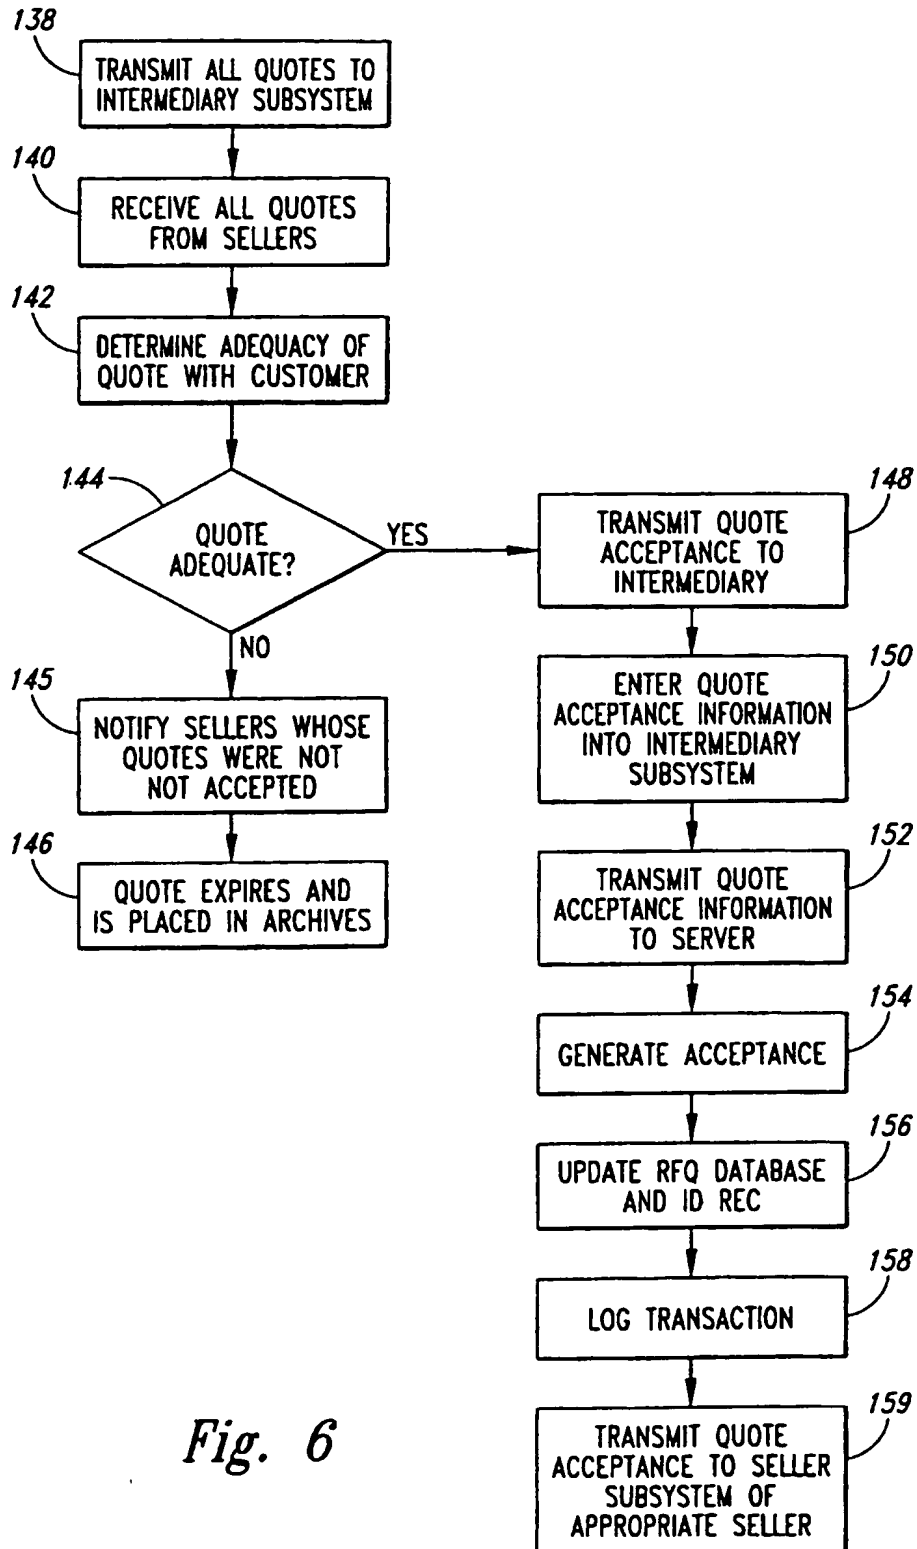 138
TRANSMIT ALL QUOTES TO
INTERMEDIARY SUBSYSTEM
140
RECEIVE ALL QUOTES
FROM SELLERS
142
DETERMINE ADEQUACY OF
QUOTE WITH CUSTOMER
144
QUOTE
ADEQUATE?
YES
NO
145
NOTIFY SELLERS WHOSE
QUOTES WERE NOT
NOT ACCEPTED
146
QUOTE EXPIRES AND
IS PLACED IN ARCHIVES
148
TRANSMIT QUOTE
ACCEPTANCE TO
INTERMEDIARY
150
ENTER QUOTE
ACCEPTANCE INFORMATION
INTO INTERMEDIARY
SUBSYSTEM
152
TRANSMIT QUOTE
ACCEPTANCE INFORMATION
TO SERVER
154
GENERATE ACCEPTANCE
156
UPDATE RFQ DATABASE
AND ID REC
158
LOG TRANSACTION
159
TRANSMIT QUOTE
ACCEPTANCE TO SELLER
SUBSYSTEM OF
APPROPRIATE SELLER
Fig. 6